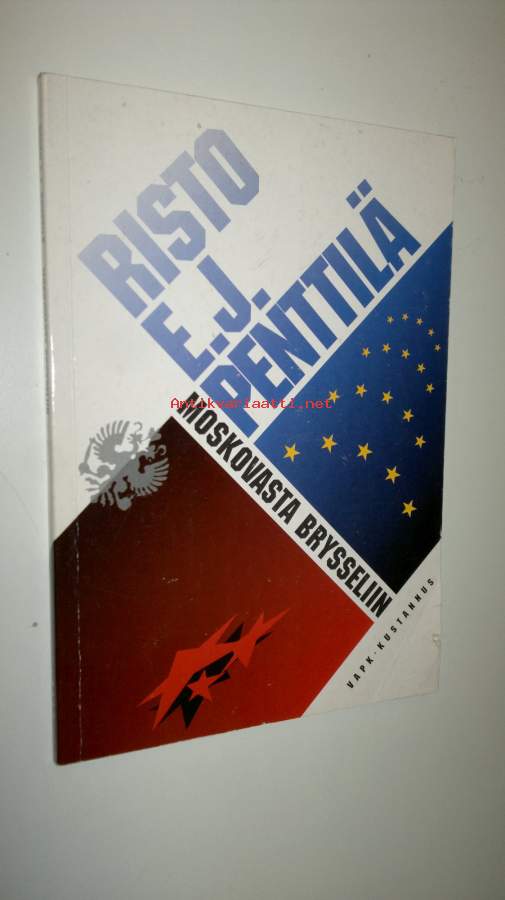 RISTO
E.J.
PENTTILÄ
MOSKOVASTA BRYSSELIIN
VAPK-KUSTANNUS
Antikvariaatti.net